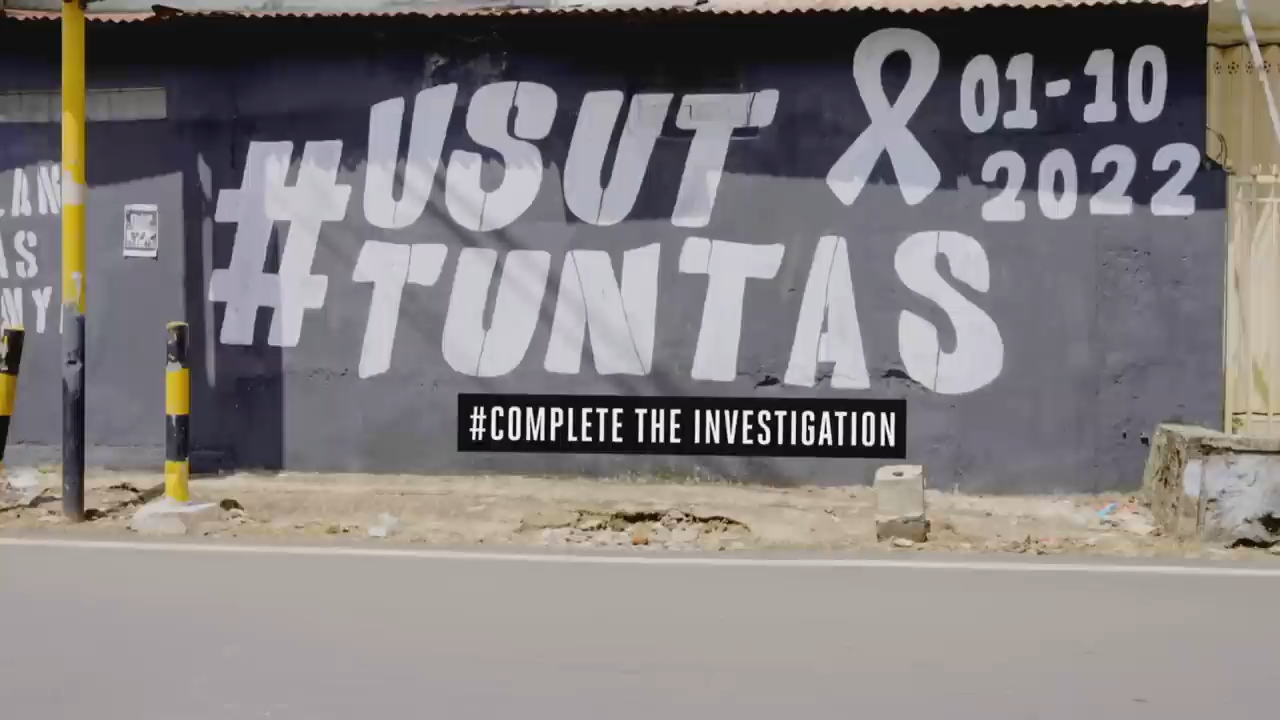 #USUT
TUNTAS
01-10
2022
#COMPLETE THE INVESTIGATION